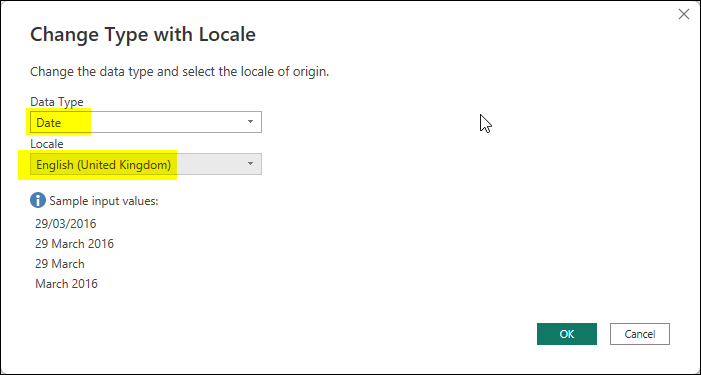 Change Type with Locale
Change the data type and select the locale of origin.
Data Type
Date
Locale
English (United Kingdom)
Sample input values:
29/03/2016
29 March 2016
29 March
March 2016
OK
Cancel